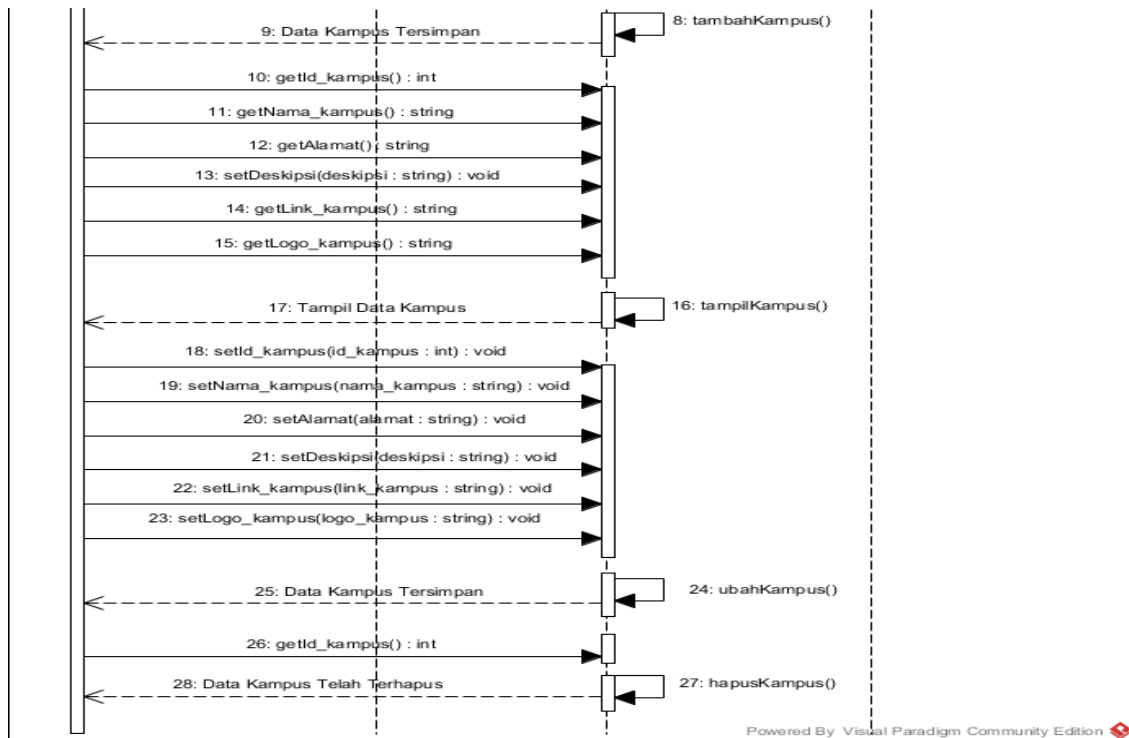 8: tambahKampus()
9: Data Kampus Tersimpan
10: getId_kampus() : int
11: getNama_kampus() : string
12: getAlamat() : string
13: setDeskipsi(deskipsi : string) : void
14: getLink_kampus() : string
15: getLogo_kampus() : string
16: tampilKampus()
17: Tampil Data Kampus
18: setId_kampus(id_kampus : int) : void
19: setNama_kampus(nama_kampus : string) : void
20: setAlamat(alamat : string) : void
21: setDeskipsi(deskipsi : string) : void
22: setLink_kampus(link_kampus : string) : void
23: setLogo_kampus(logo_kampus : string) : void
24: ubahKampus()
25: Data Kampus Tersimpan
26: getId_kampus() : int
27: hapusKampus()
28: Data Kampus Telah Terhapus
Powered By Visual Paradigm Community Edition